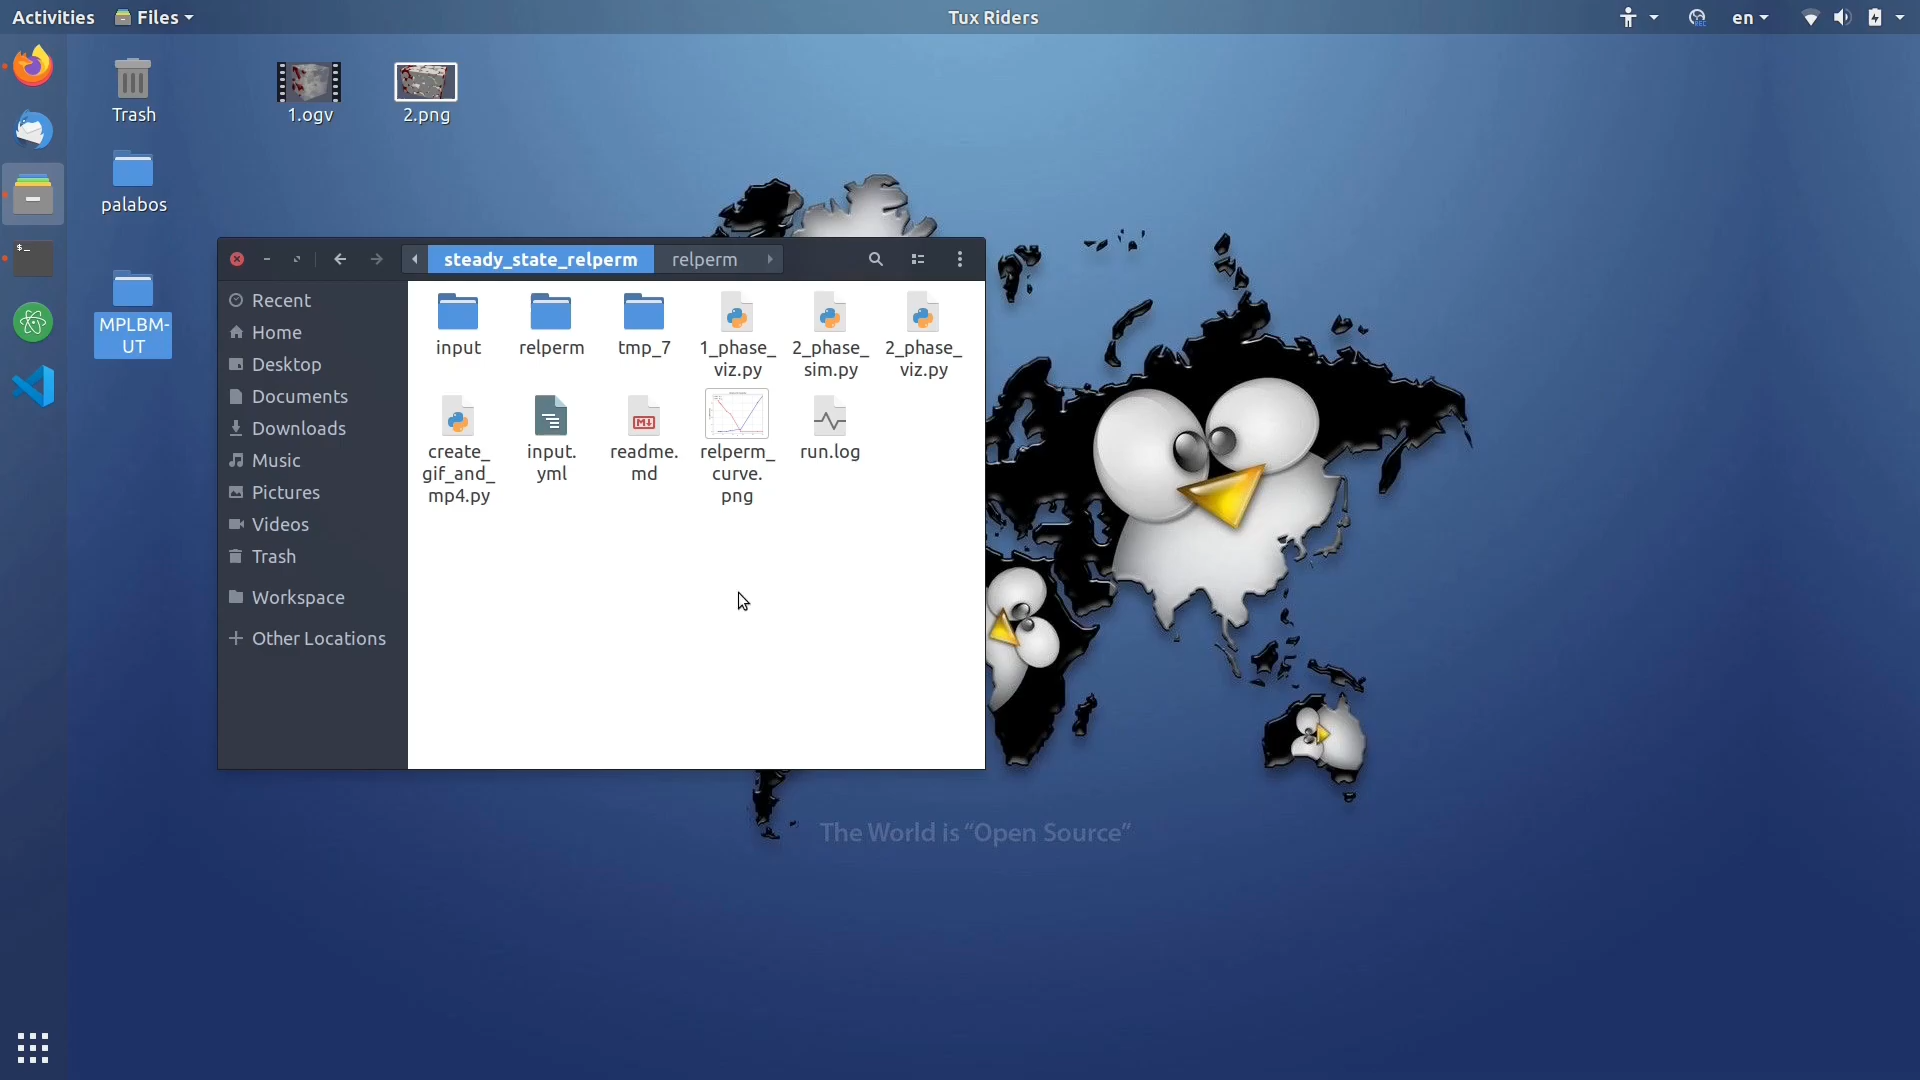 Activities
Files
Tux Riders
en
Trash
1.ogv
2.png
palabos
MPLBM-
UT
steady_state_relperm
relperm
Recent
Home
Desktop
Documents
Downloads
Music
Pictures
Videos
Trash
Workspace
Other Locations
input
relperm
tmp_7
1_phase_
viz.py
2_phase_
sim.py
2_phase_
viz.py
create_
gif_and_
mp4.py
input.
yml
readme.
md
relperm_
curve.
png
run.log
The World is "Open Source"